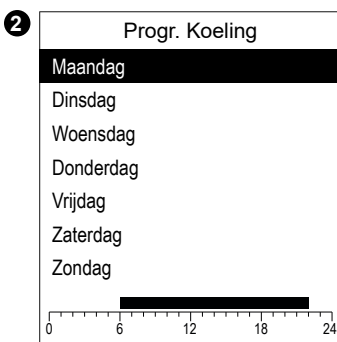 2
Progr. Koeling
Maandag
Dinsdag
Woensdag
Donderdag
Vrijdag
Zaterdag
Zondag
0 6 12 18 24